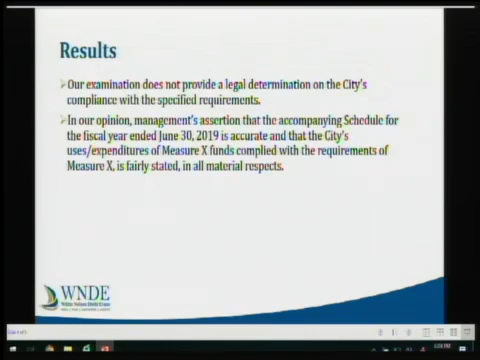 Results
Our examination does not provide a legal determination on the City's
compliance with the specified requirements.
In our opinion, management's assertion that the accompanying Schedule for
the fiscal year ended June 30, 2019 is accurate and that the City's
uses/expenditures of Measure X funds complied with the requirements of
Measure X, is fairly stated, in all material respects.
WNDE